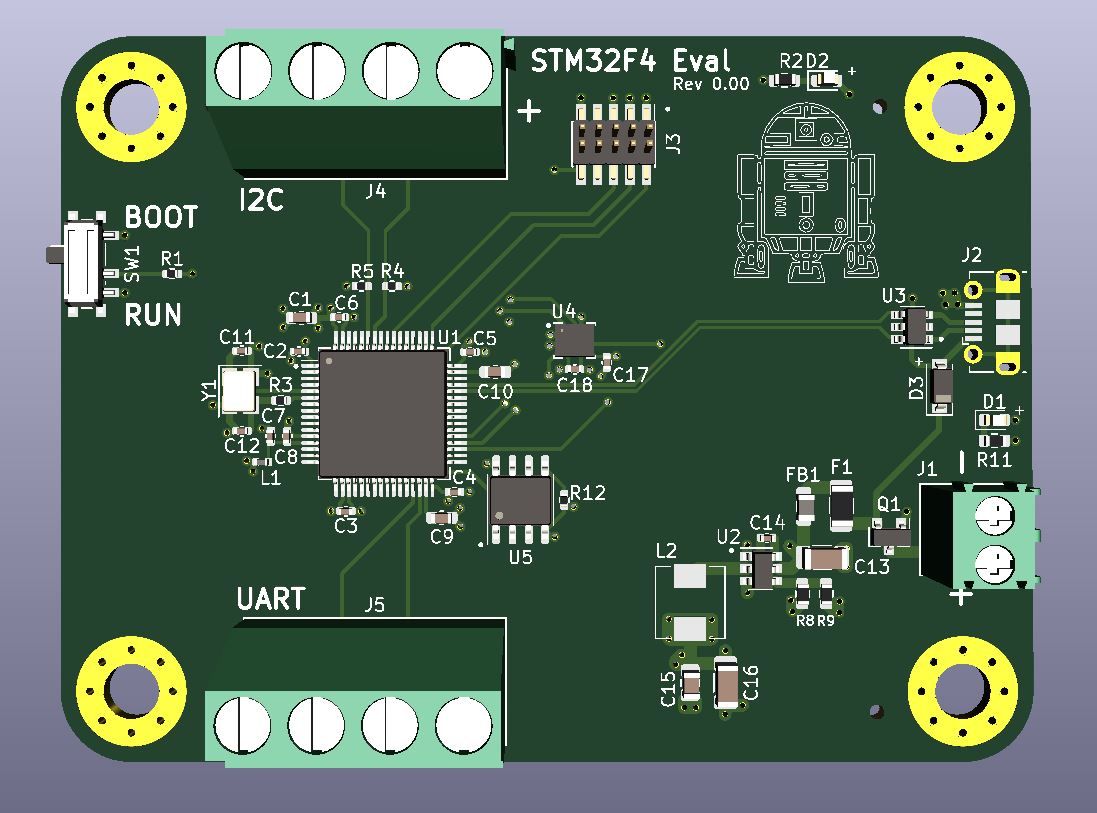 STM32F4 Eval
Rev 0.00
R2 D2
+
+
J3
J4
I2C
BOOT
SW1
R1
RUN
J2
U3
R5 R4
C1
C6
U4
U1
C5
C11
C2
+
D3
C10
C18
C17
Y1
R3
C7
C12
C8
L1
D1
+
R11
C4
C3
C9
R12
U5
J1
FB1
F1
Q1
C14
U2
L2
C13
R8 R9
+
UART
J5
C15
C16